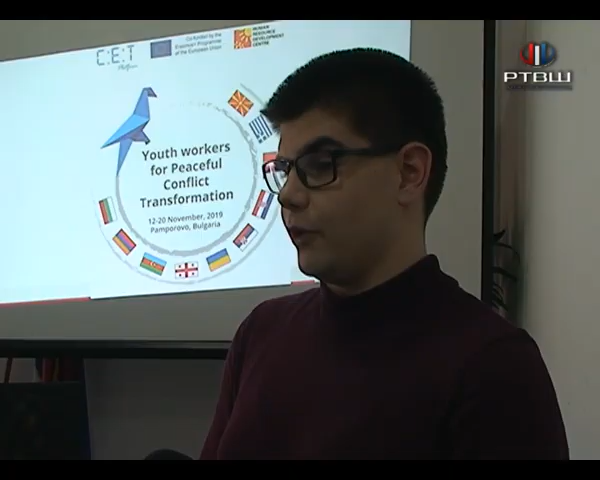 C:E:T
Platform
Co-funded by the
Erasmus+ Programme
of the European Union
HUMAN
RESOURCE
DEVELOPMENT
CENTRE
РТВШ
Youth workers
for Peaceful
Conflict
Transformation
12-20 November, 2019
Pamporovo, Bulgaria